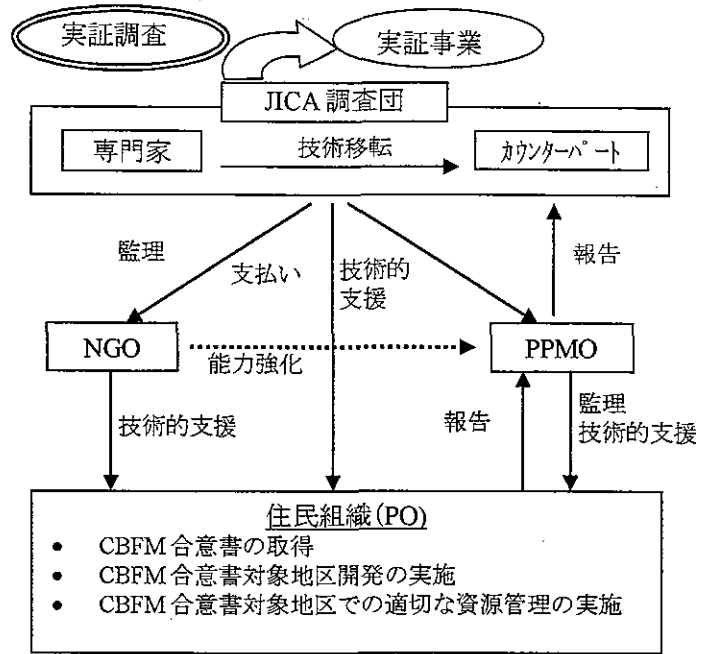 実証調査
実証事業
JICA 調査団
専門家
技術移転
ｶｳﾝﾀｰﾊﾟｰﾄ
監理
支払い
技術的
支援
報告
NGO
能力強化
PPMO
技術的支援
報告
監理
技術的支援
住民組織(PO)
• CBFM 合意書の取得
• CBFM 合意書対象地区開発の実施
• CBFM 合意書対象地区での適切な資源管理の実施